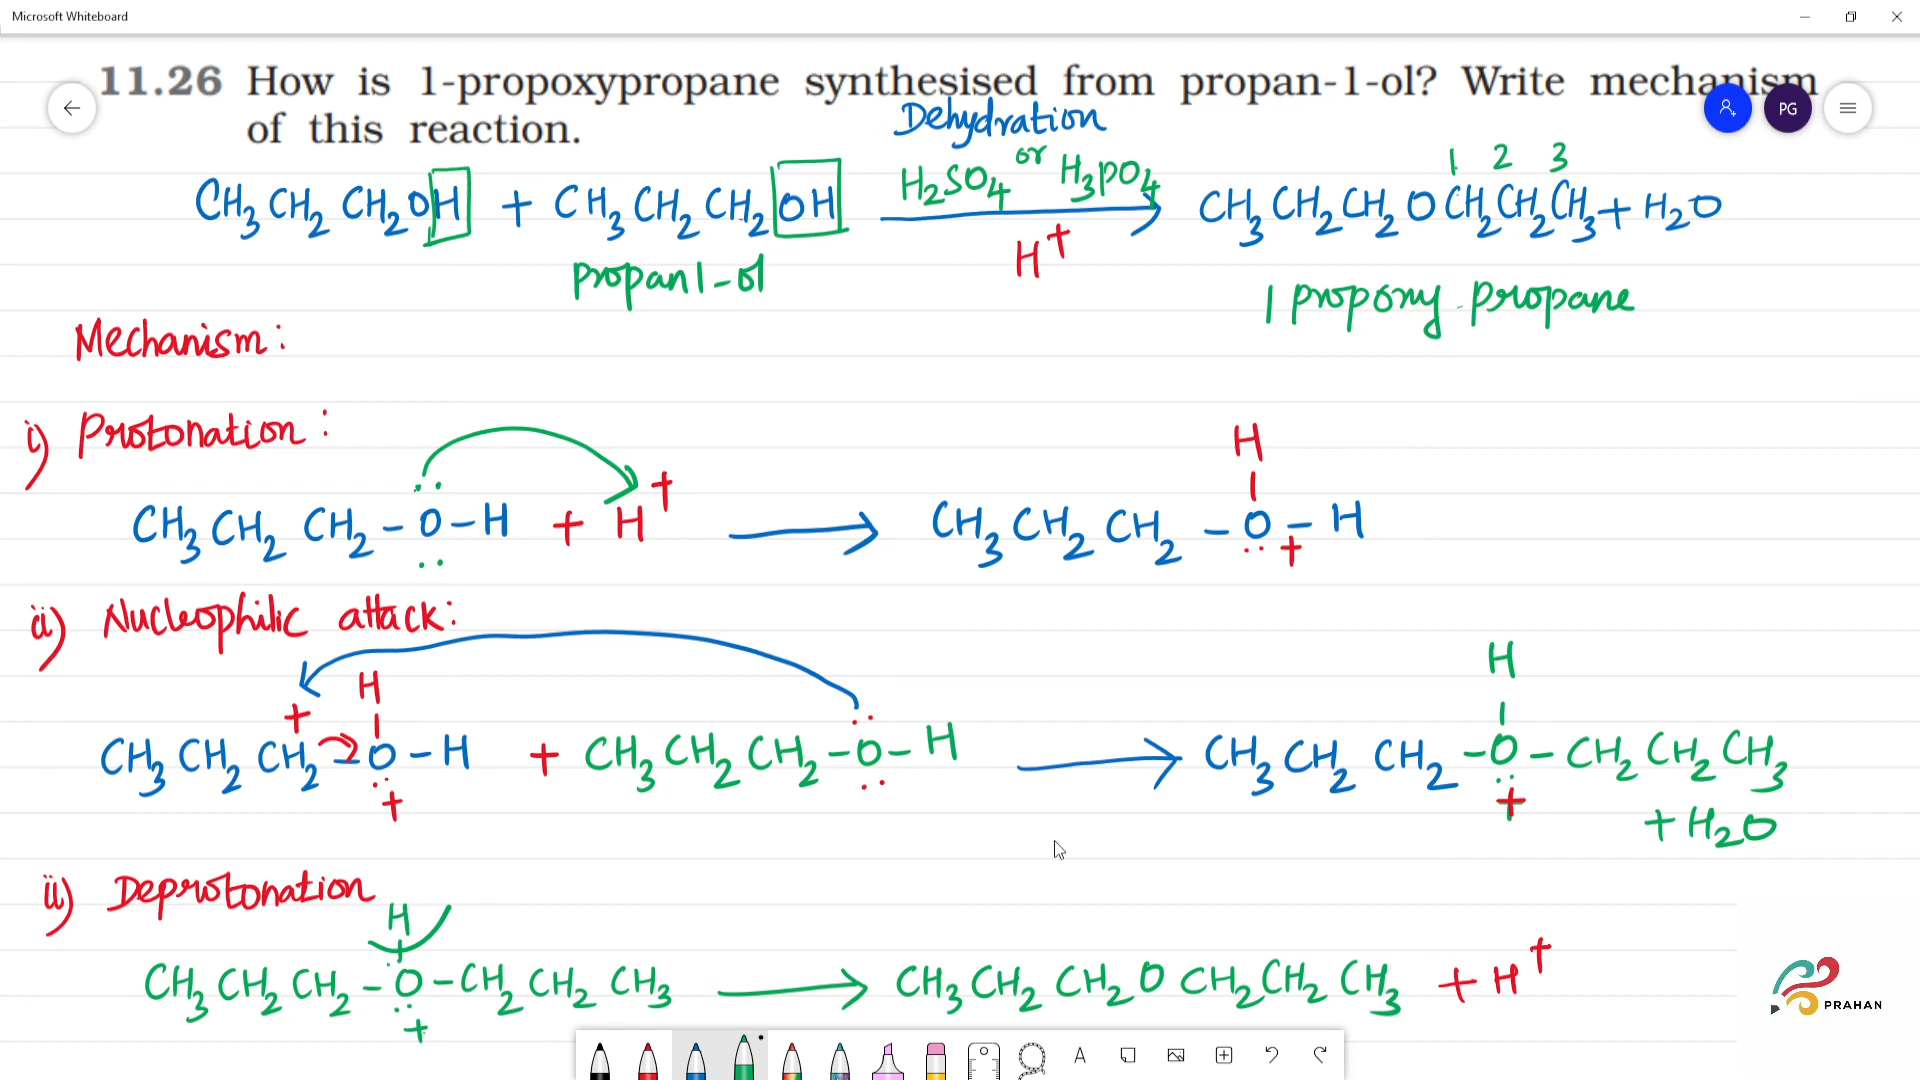 Microsoft Whiteboard
11.26 How is 1-propoxypropane synthesised from propan-1-ol? Write mechanism
of this reaction.
PG
Dehydration
H2SO4 or H3PO4
1 2 3
CH3 CH2 CH2OH + CH3 CH2 CH2 OH → CH3 CH2 CH2 O CH2 CH2 CH3 + H2O
H+
propan1-ol
1 propony-propane
Mechanism:
i) Protonation:
H
CH3 CH2 CH2 - O - H + H+ → CH3 CH2 CH2 - O - H
+
ii) Nucleophilic attack:
H H
+
CH3 CH2 CH2 - O - H + CH3 CH2 CH2 - O - H → CH3 CH2 CH2 - O - CH2 CH2 CH3
+ +
+ H2O
ii) Deprotonation
H
CH3 CH2 CH2 - O - CH2 CH2 CH3 → CH3 CH2 CH2 O CH2 CH2 CH3 + H+
+
PRAHAN
A